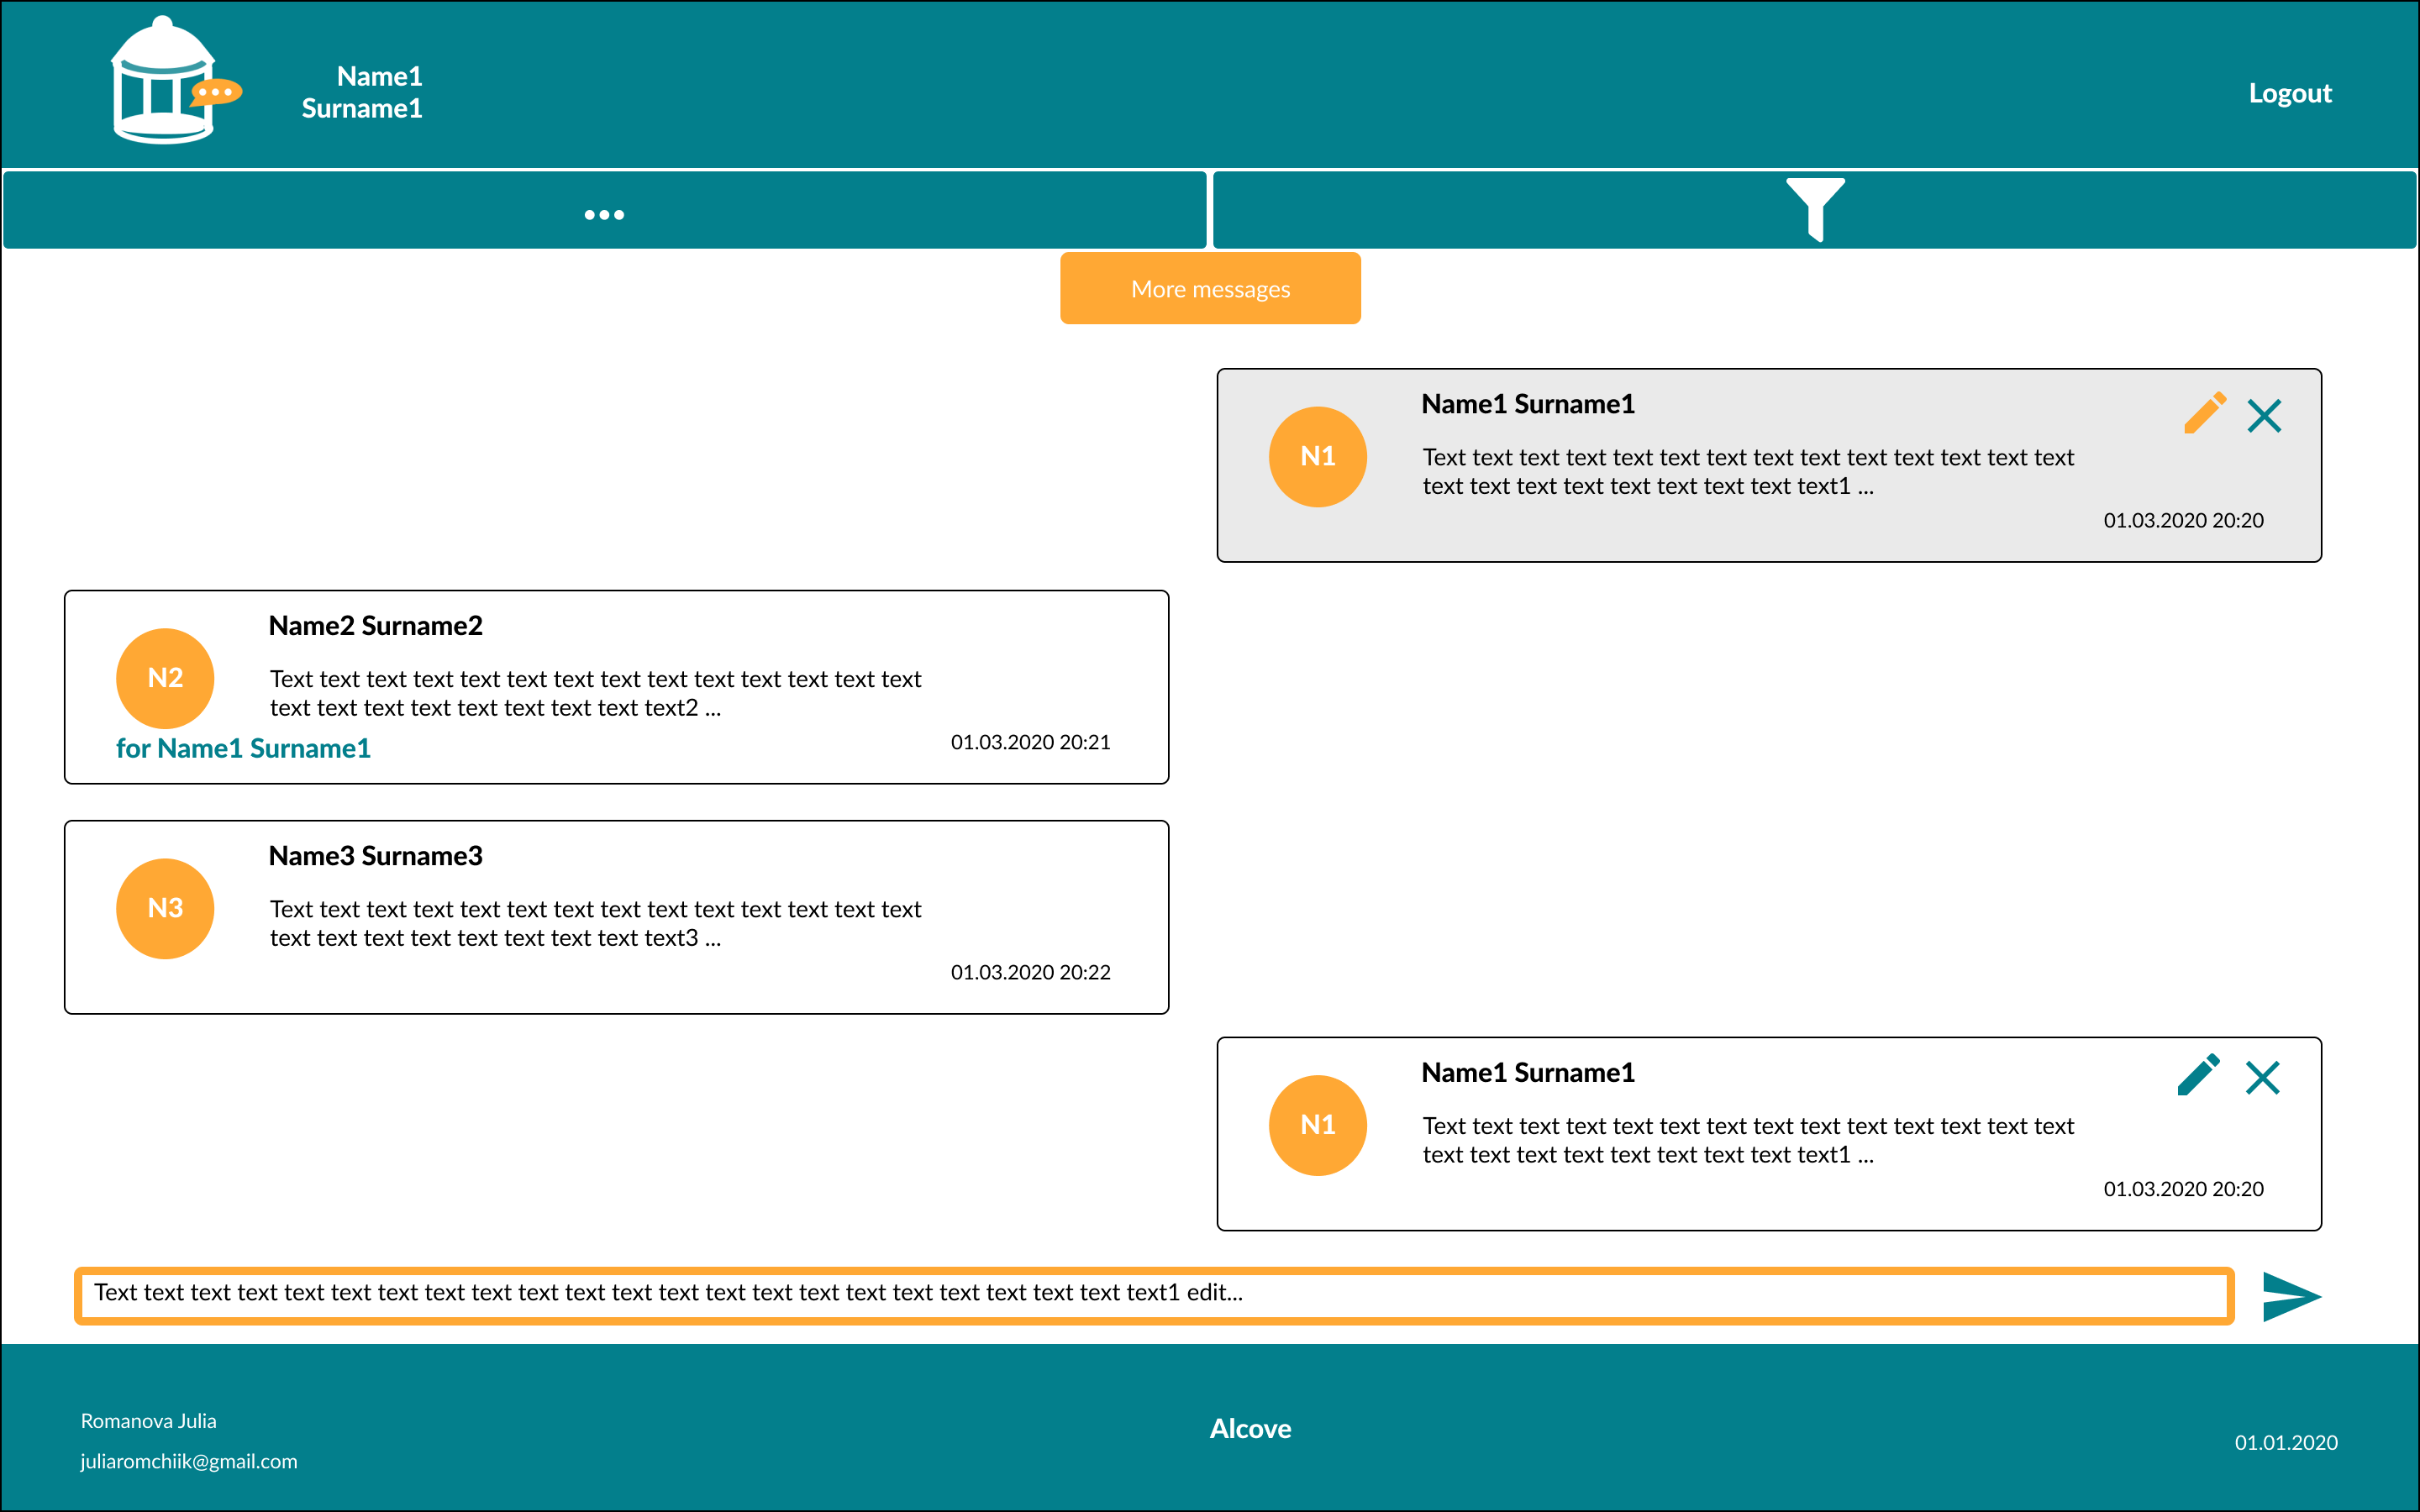 Name1
Surname1
Logout
...
More messages
Name1 Surname1
N1
Text text text text text text text text text text text text text text
text text text text text text text text text1 ...
01.03.2020 20:20
Name2 Surname2
N2
Text text text text text text text text text text text text text text
text text text text text text text text text2 ...
for Name1 Surname1
01.03.2020 20:21
Name3 Surname3
N3
Text text text text text text text text text text text text text text
text text text text text text text text text3 ...
01.03.2020 20:22
Name1 Surname1
N1
Text text text text text text text text text text text text text text
text text text text text text text text text1 ...
01.03.2020 20:20
Text text text text text text text text text text text text text text text text text text text text text text text1 edit...
Romanova Julia
juliaromchiik@gmail.com
Alcove
01.01.2020